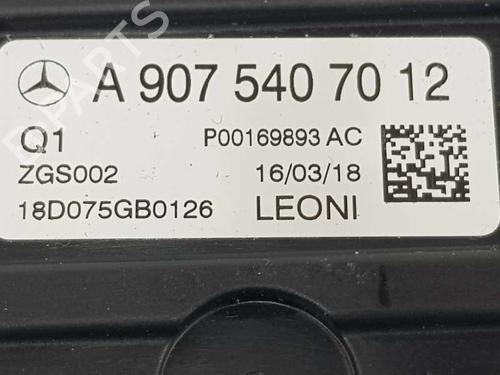 A 907 540 70 12
Q1 P00169893 AC
ZGS002 16/03/18
18D075GB0126 LEONI